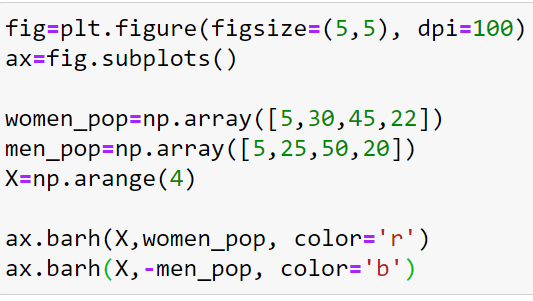 fig=plt.figure(figsize=(5,5), dpi=100)
ax=fig.subplots()
women_pop=np.array([5,30,45,22])
men_pop=np.array([5,25,50,20])
X=np.arange(4)
ax.barh(X,women_pop, color='r')
ax.barh(X,-men_pop, color='b')